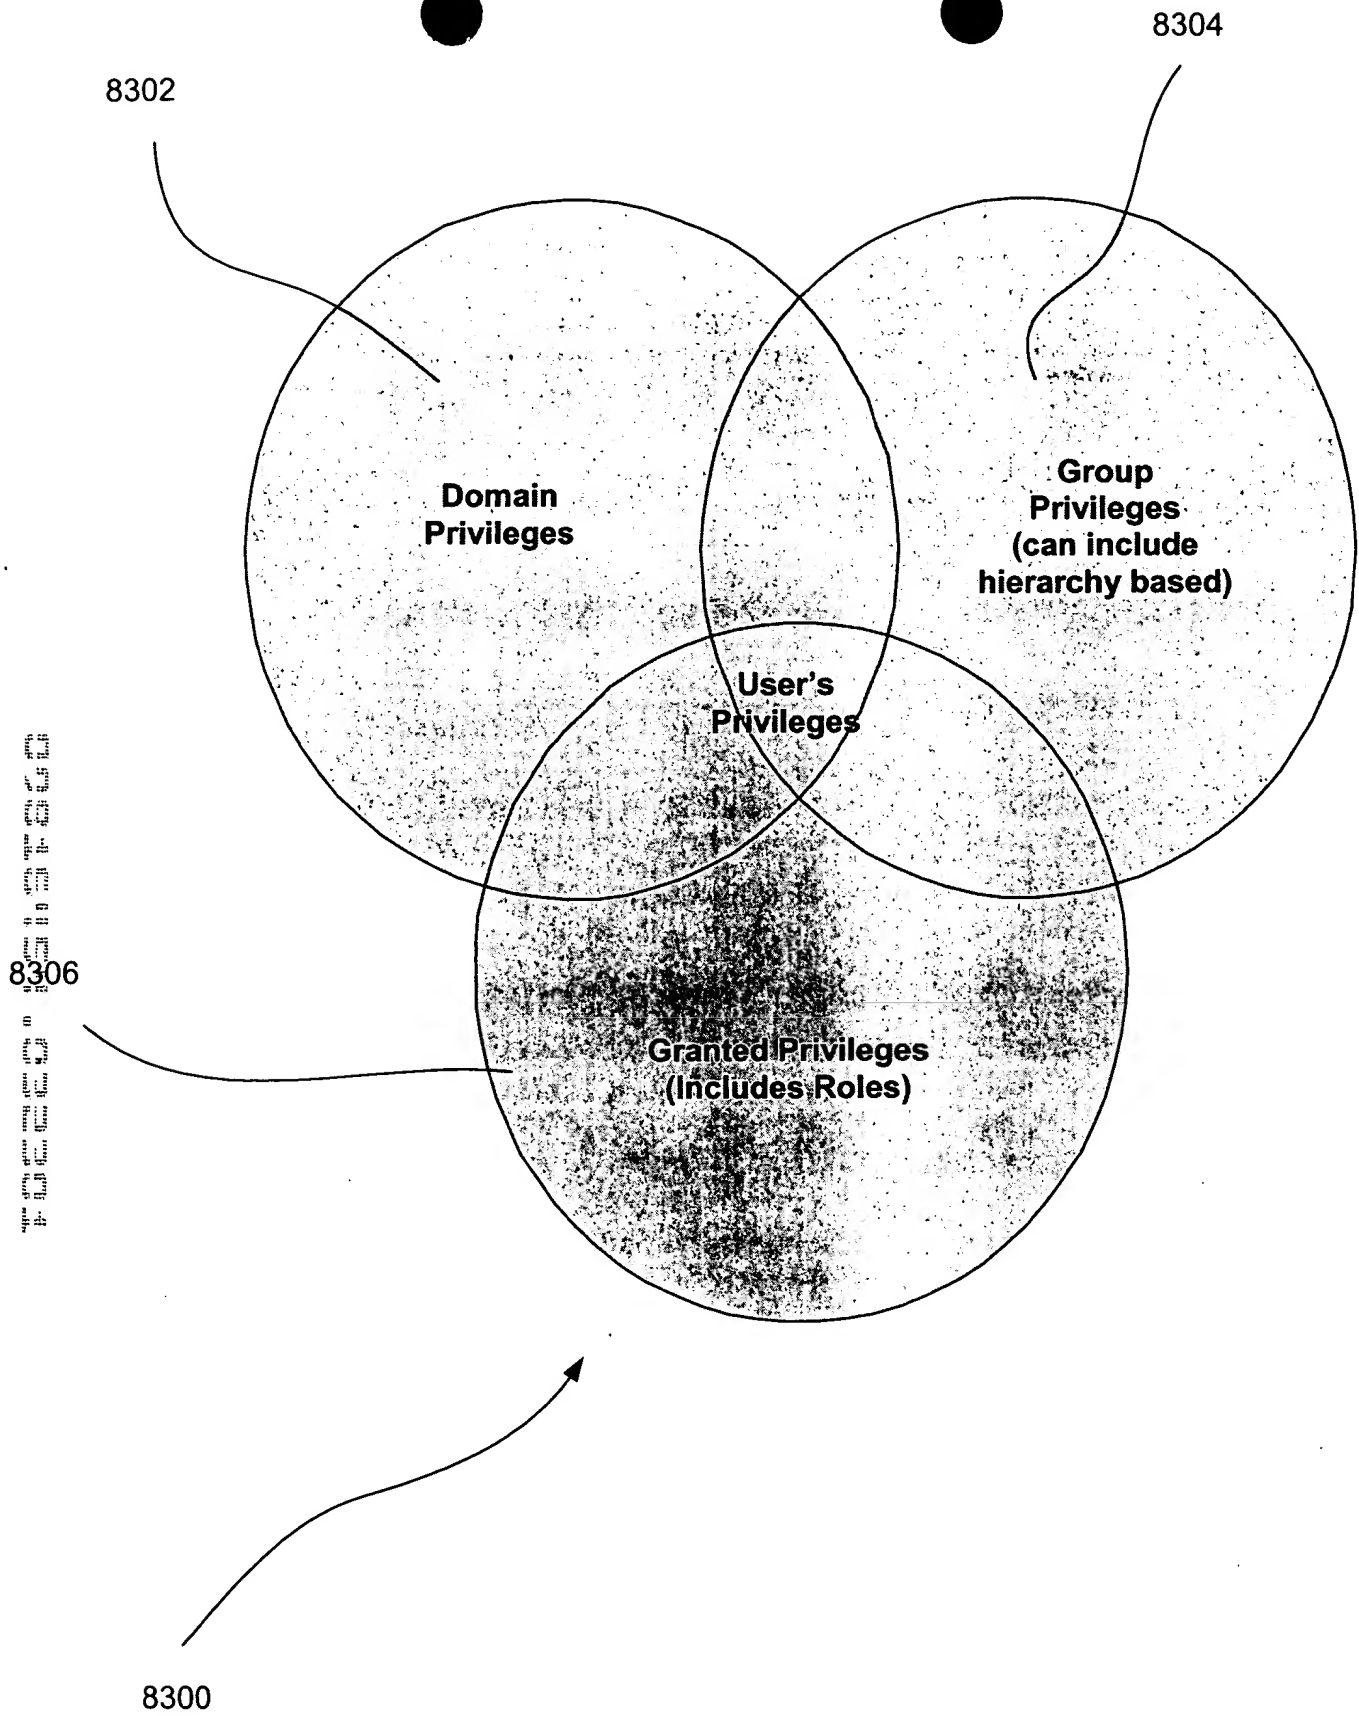 8304
8302
Domain
Privileges
Group
Privileges
(can include
hierarchy based)
User's
Privileges
8306
Granted Privileges
(Includes Roles)
8300